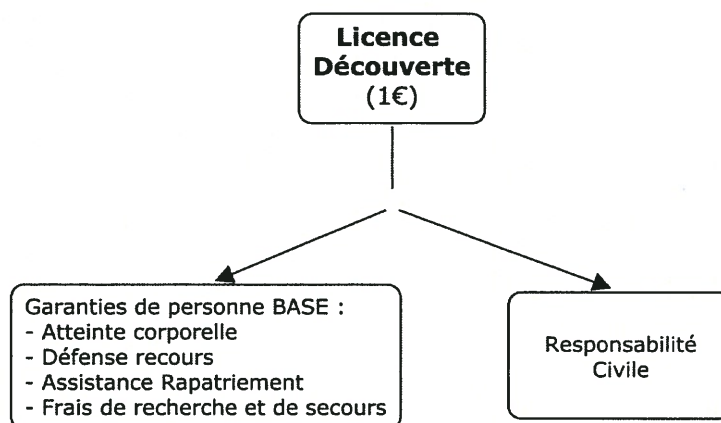 Licence
Découverte
(1€)
Garanties de personne BASE :
- Atteinte corporelle
- Défense recours
- Assistance Rapatriement
- Frais de recherche et de secours
Responsabilité
Civile